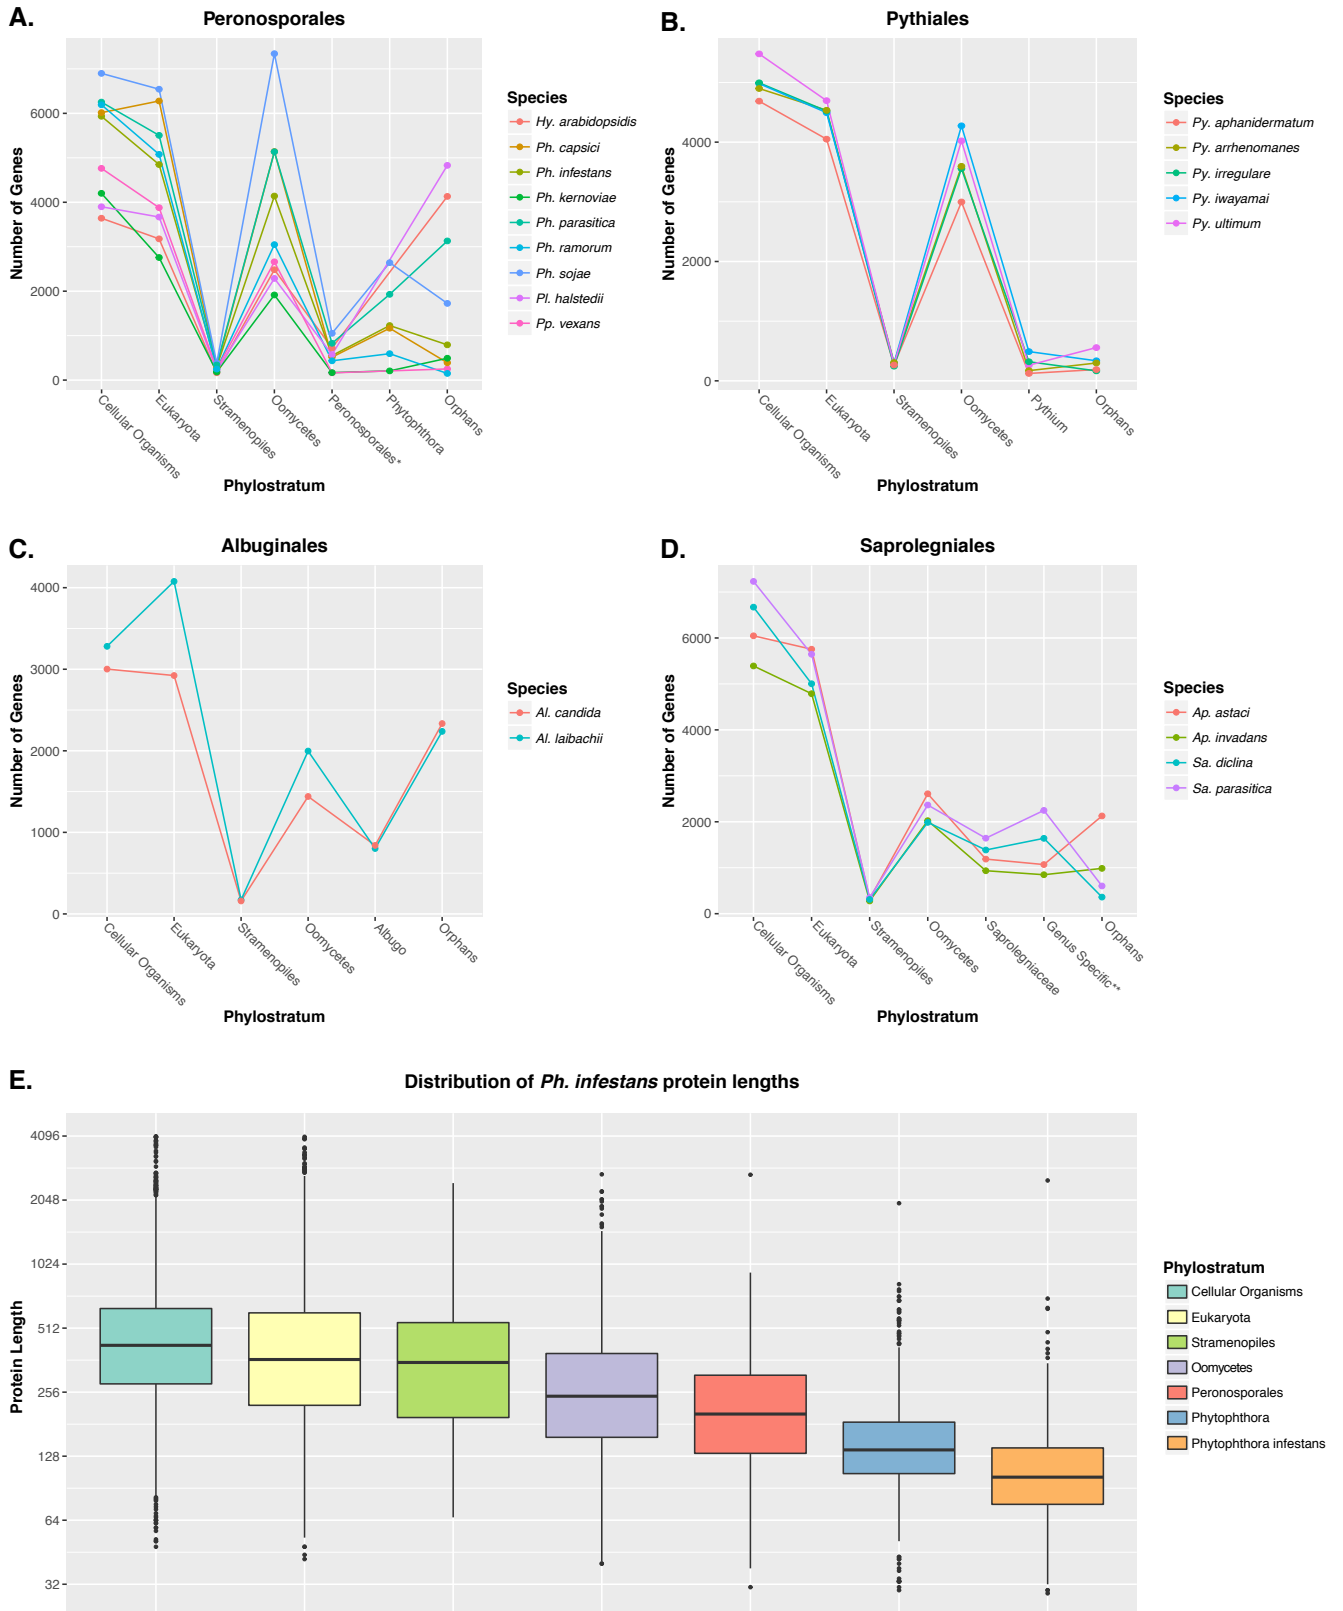 A.
Peronosporales
Number of Genes
6000
4000
2000
0
Cellular Organisms
Eukaryota
Stramenopiles
Oomycetes
Peronosporales*
Phytophthora
Orphans
Phylostratum
Species
Hy. arabidopsidis
Ph. capsici
Ph. infestans
Ph. kernoviae
Ph. parasitica
Ph. ramorum
Ph. sojae
Pl. halstedii
Pp. vexans
B.
Pythiales
Number of Genes
4000
2000
0
Cellular Organisms
Eukaryota
Stramenopiles
Oomycetes
Pythium
Orphans
Phylostratum
Species
Py. aphanidermatum
Py. arrhenomanes
Py. irregulare
Py. iwayamai
Py. ultimum
C.
Albuginales
Number of Genes
4000
3000
2000
1000
0
Cellular Organisms
Eukaryota
Stramenopiles
Oomycetes
Albugo
Orphans
Phylostratum
Species
Al. candida
Al. laibachii
D.
Saprolegniales
Number of Genes
6000
4000
2000
0
Cellular Organisms
Eukaryota
Stramenopiles
Oomycetes
Saprolegniaceae
Genus Specific**
Orphans
Phylostratum
Species
Ap. astaci
Ap. invadans
Sa. diclina
Sa. parasitica
E.
Distribution of Ph. infestans protein lengths
Protein Length
4096
2048
1024
512
256
128
64
32
Phylostratum
Cellular Organisms
Eukaryota
Stramenopiles
Oomycetes
Peronosporales
Phytophthora
Phytophthora infestans